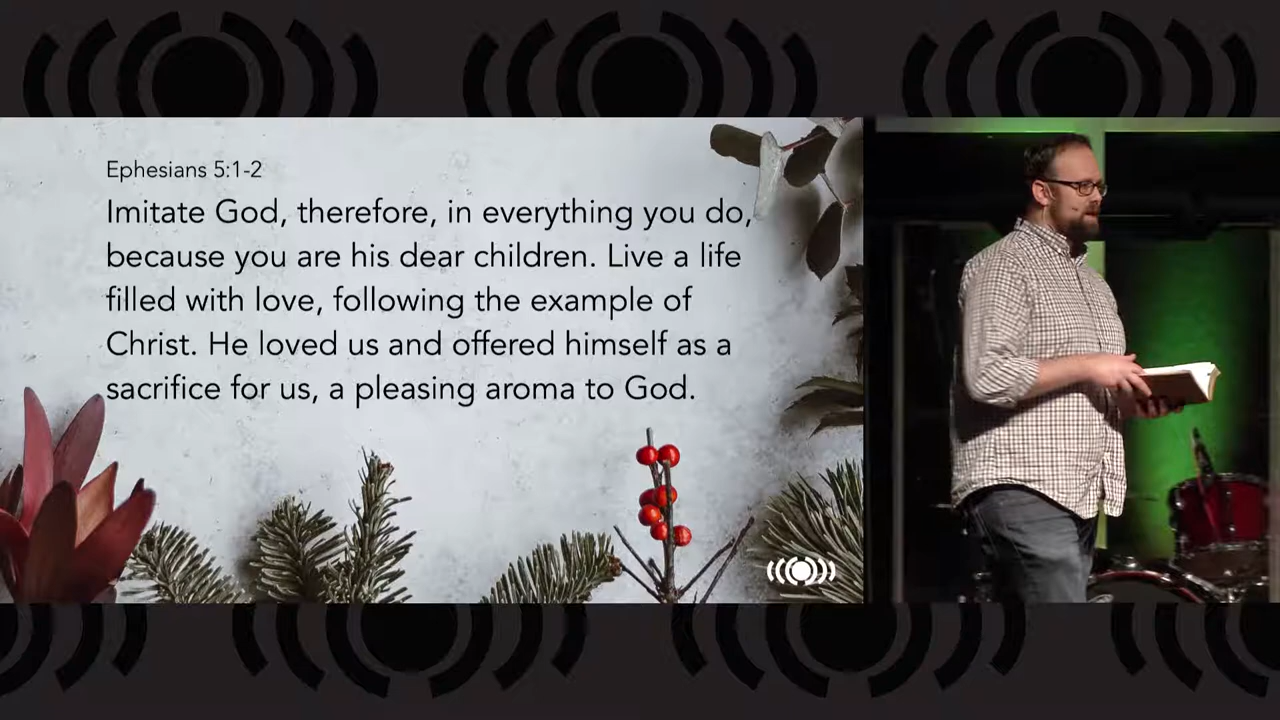 Ephesians 5:1-2
Imitate God, therefore, in everything you do,
because you are his dear children. Live a life
filled with love, following the example of
Christ. He loved us and offered himself as a
sacrifice for us, a pleasing aroma to God.